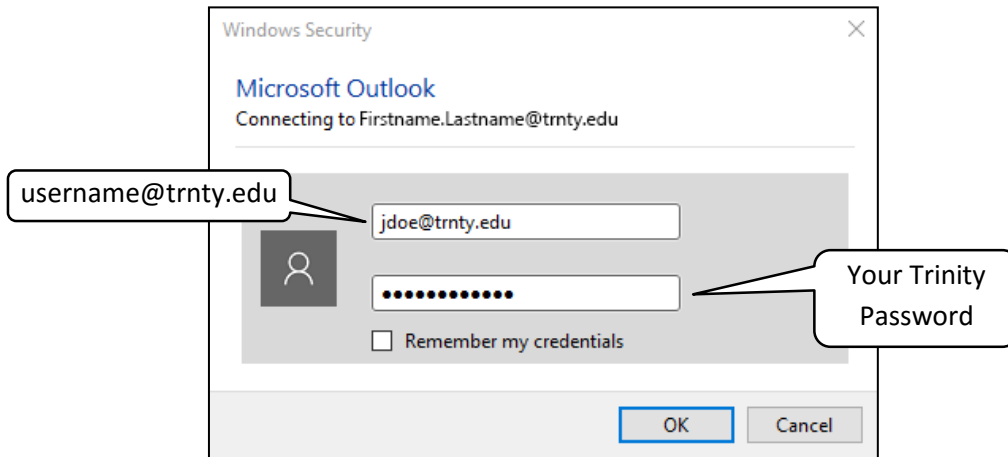 Windows Security
Microsoft Outlook
Connecting to Firstname.Lastname@trnty.edu
username@trnty.edu
jdoe@trnty.edu
●●●●●●●●●●●●
Your Trinity
Password
Remember my credentials
OK
Cancel